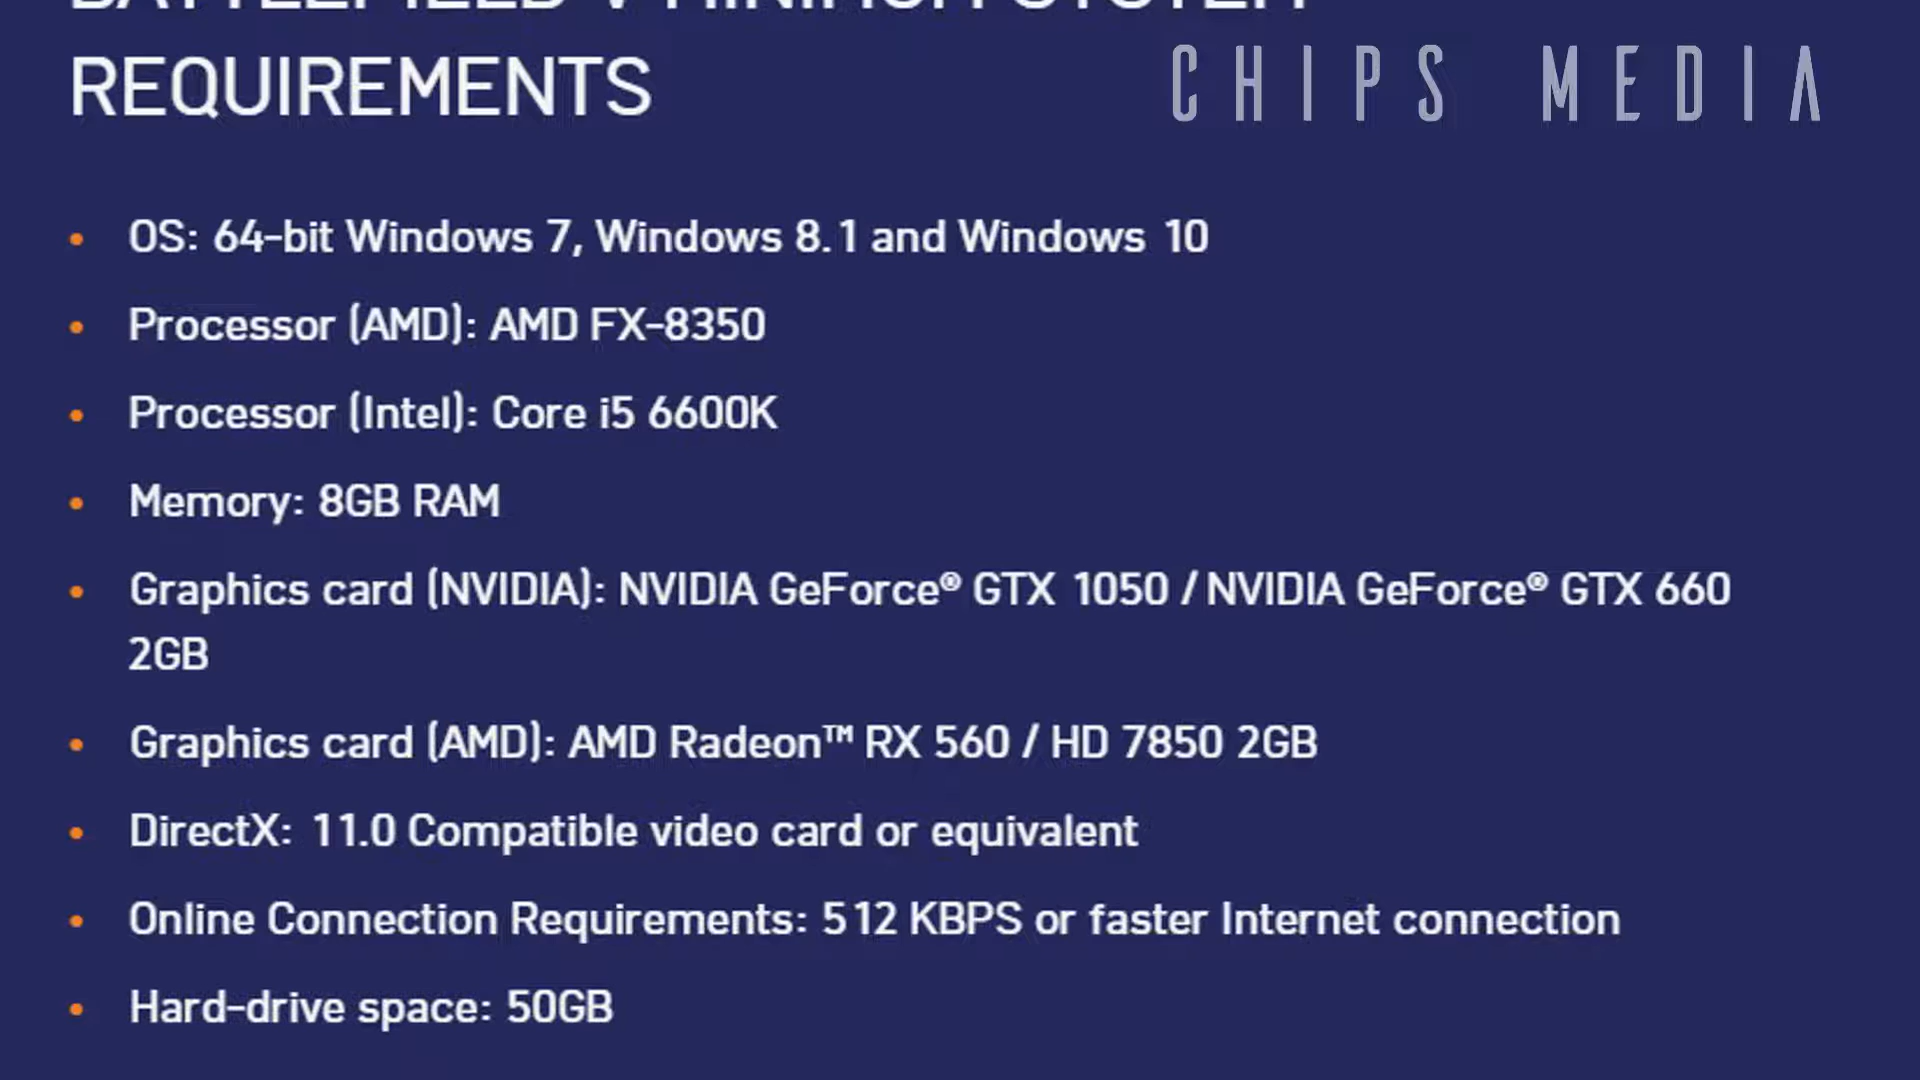 BATTLEFIELD V MINIMUM SYSTEM
REQUIREMENTS
CHIPS MEDIA
• OS: 64-bit Windows 7, Windows 8.1 and Windows 10
• Processor (AMD): AMD FX-8350
• Processor (Intel): Core i5 6600K
• Memory: 8GB RAM
• Graphics card (NVIDIA): NVIDIA GeForce® GTX 1050 / NVIDIA GeForce® GTX 660
2GB
• Graphics card (AMD): AMD Radeon™ RX 560 / HD 7850 2GB
• DirectX: 11.0 Compatible video card or equivalent
• Online Connection Requirements: 512 KBPS or faster Internet connection
• Hard-drive space: 50GB